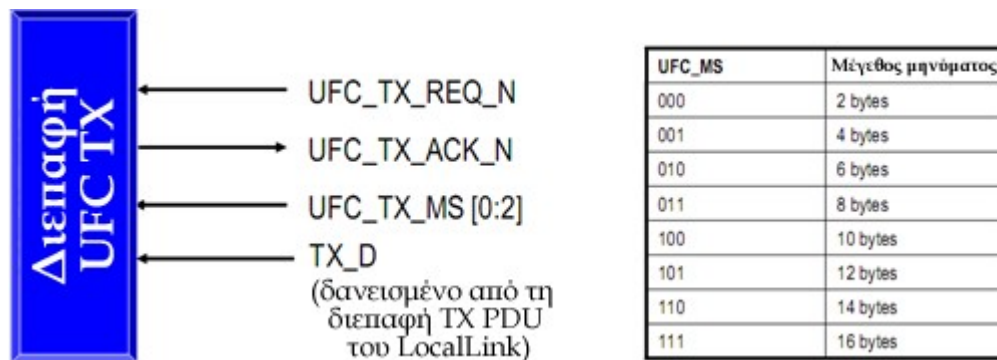 Διεπαφή
UFC TX
UFC_TX_REQ_N
UFC_TX_ACK_N
UFC_TX_MS [0:2]
TX_D
(δανεισμένο από τη
διεπαφή TX PDU
του LocalLink)
UFC_MS Μέγεθος μηνύματος
000 2 bytes
001 4 bytes
010 6 bytes
011 8 bytes
100 10 bytes
101 12 bytes
110 14 bytes
111 16 bytes